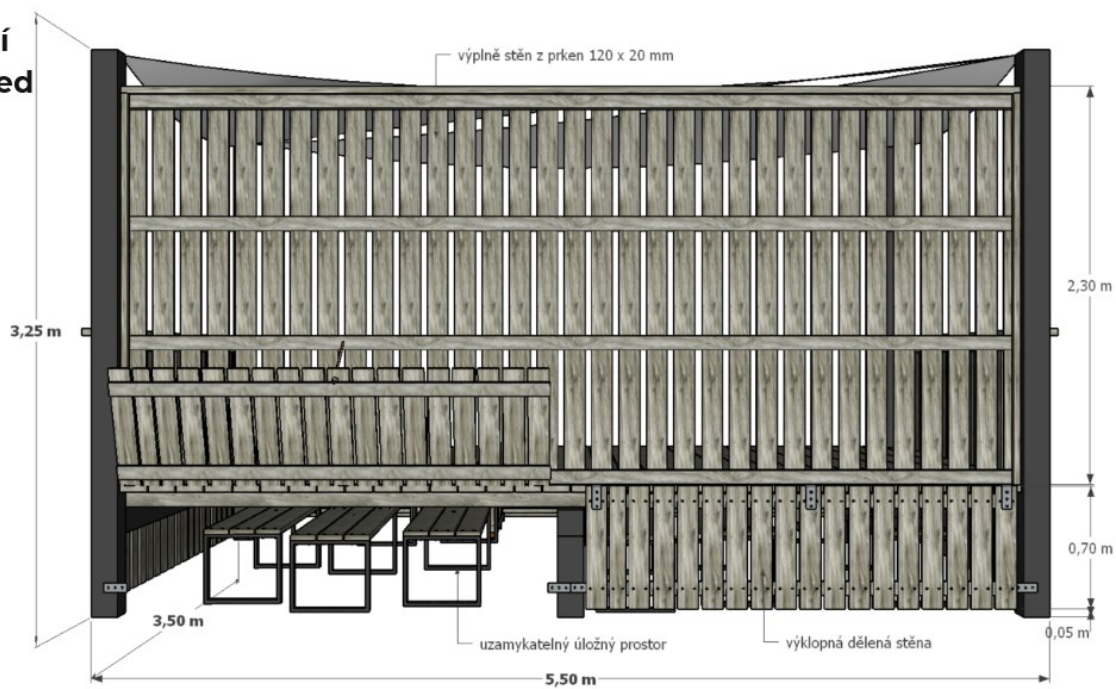 í
ed
výplně stěn z prken 120 x 20 mm
2,30 m
3,25 m
0,70 m
3,50 m
0,05 m
uzamykatelný úložný prostor
výklopná dělená stěna
5,50 m